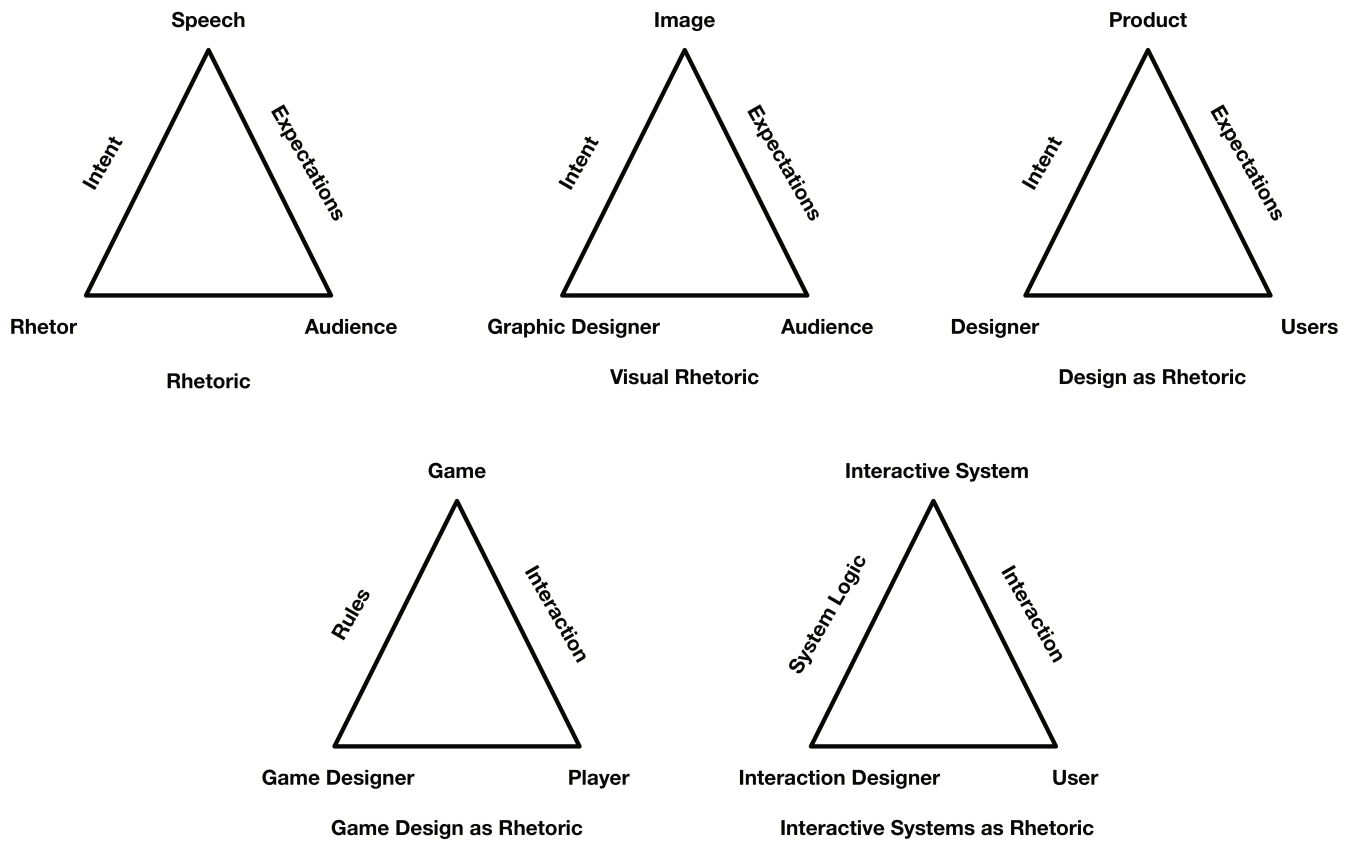 Speech
Intent
Expectations
Rhetor
Audience
Rhetoric
Image
Intent
Expectations
Graphic Designer
Audience
Visual Rhetoric
Product
Intent
Expectations
Designer
Users
Design as Rhetoric
Game
Rules
Interaction
Game Designer
Player
Game Design as Rhetoric
Interactive System
System Logic
Interaction
Interaction Designer
User
Interactive Systems as Rhetoric